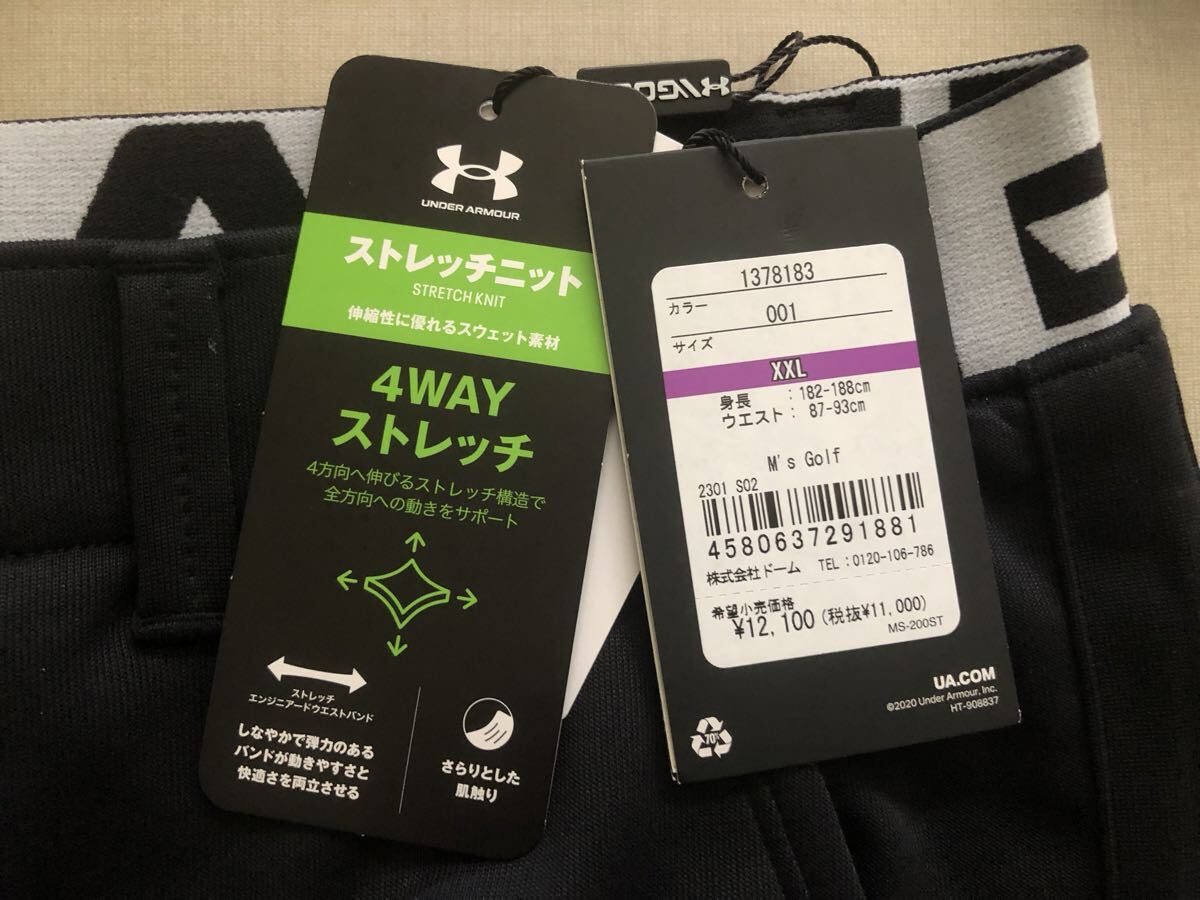 UNDER ARMOUR
ストレッチニット
STRETCH KNIT
伸縮性に優れるスウェット素材
4WAY
ストレッチ
4方向へ伸びるストレッチ構造で
全方向への動きをサポート
ストレッチ
エンジニアードウエストバンド
しなやかで弾力のある
バンドが動きやすさと
快適さを両立させる
さらりとした
肌触り
1378183
カラー
001
サイズ
XXL
身長 :182-188cm
ウエスト: 87-93cm
M's Golf
2301 S02
4580637291881
株式会社ドーム TEL:0120-106-786
希望小売価格
¥12,100(税抜¥11,000)
MS-200ST
UA.COM
©2020 Under Armour, Inc.
HT-908837
70%